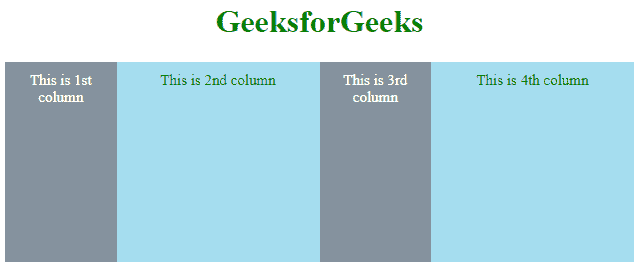 GeeksforGeeks
This is 1st
column
This is 2nd column
This is 3rd
column
This is 4th column